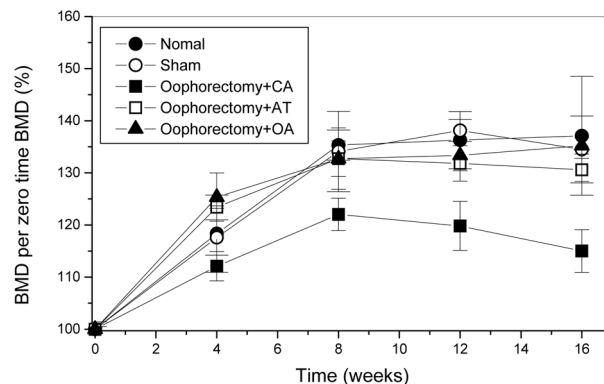 160
150
140
130
120
110
100
BMD per zero time BMD (%)
Nomal
Sham
Oophorectomy+CA
Oophorectomy+AT
Oophorectomy+OA
0 2 4 6 8 10 12 14 16
Time (weeks)